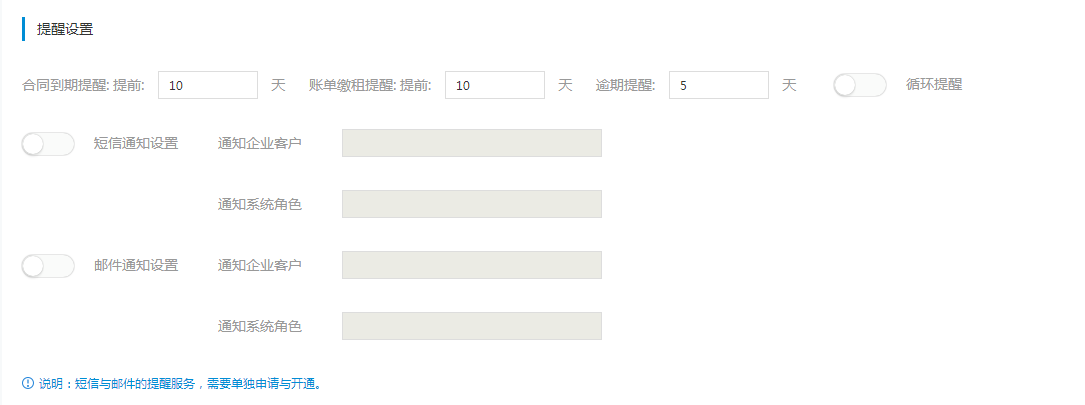 提醒设置
合同到期提醒: 提前: 10 天 账单缴租提醒: 提前: 10 天 逾期提醒: 5 天 循环提醒
短信通知设置 通知企业客户
通知系统角色
邮件通知设置 通知企业客户
通知系统角色
说明：短信与邮件的提醒服务，需要单独申请与开通。